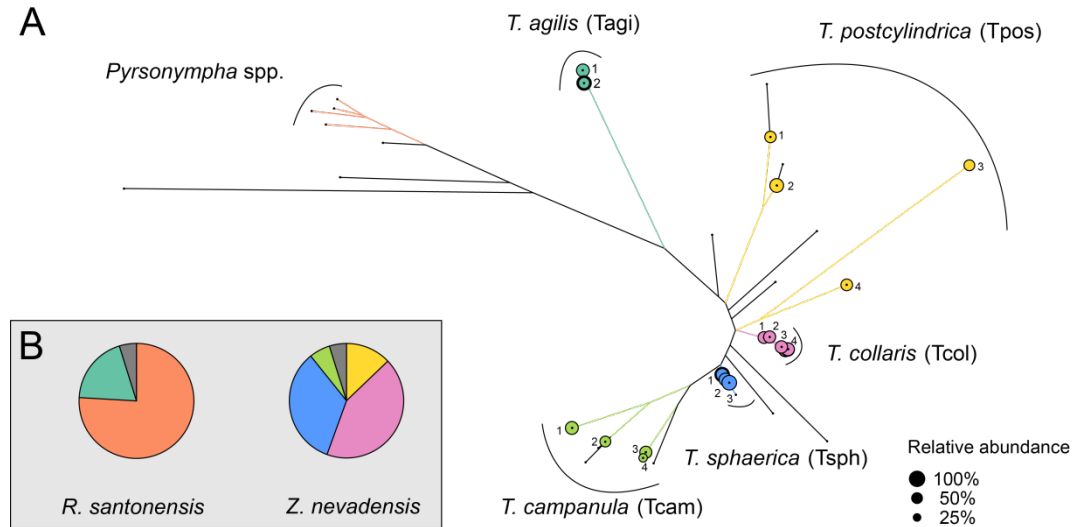 A
T. agilis (Tagi)
T. postcylindrica (Tpos)
Pyrsonympha spp.
1
2
1
2
3
4
1 2
3
4
T. collaris (Tcol)
1
2
3
1
2
3
4
T. sphaerica (Tsph)
T. campanula (Tcam)
B
R. santonensis
Z. nevadensis
Relative abundance
100%
50%
25%